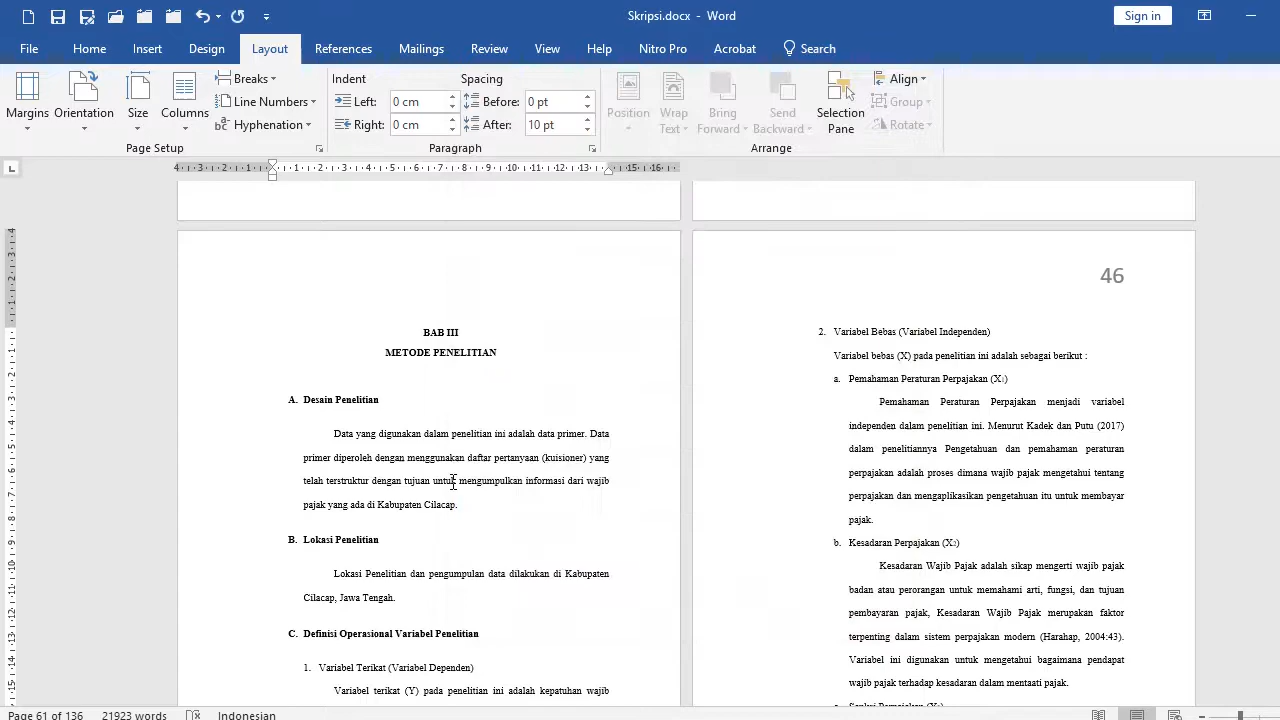 Skripsi.docx - Word
Sign in
File Home Insert Design Layout References Mailings Review View Help Nitro Pro Acrobat Search
Margins
Orientation
Size
Columns
Breaks
Line Numbers
Hyphenation
Page Setup
Indent
Left: 0 cm
Right: 0 cm
Spacing
Before: 0 pt
After: 10 pt
Paragraph
Position
Wrap Text
Bring Forward
Send Backward
Selection Pane
Align
Group
Rotate
Arrange
BAB III
METODE PENELITIAN
A. Desain Penelitian
Data yang digunakan dalam penelitian ini adalah data primer. Data
primer diperoleh dengan menggunakan daftar pertanyaan (kuisioner) yang
telah terstruktur dengan tujuan untuk mengumpulkan informasi dari wajib
pajak yang ada di Kabupaten Cilacap.
B. Lokasi Penelitian
Lokasi Penelitian dan pengumpulan data dilakukan di Kabupaten
Cilacap, Jawa Tengah.
C. Definisi Operasional Variabel Penelitian
1. Variabel Terikat (Variabel Dependen)
Variabel terikat (Y) pada penelitian ini adalah kepatuhan wajib
46
2. Variabel Bebas (Variabel Independen)
Variabel bebas (X) pada penelitian ini adalah sebagai berikut :
a. Pemahaman Peraturan Perpajakan (X1)
Pemahaman Peraturan Perpajakan menjadi variabel
independen dalam penelitian ini. Menurut Kadek dan Putu (2017)
dalam penelitiannya Pengetahuan dan pemahaman peraturan
perpajakan adalah proses dimana wajib pajak mengetahui tentang
perpajakan dan mengaplikasikan pengetahuan itu untuk membayar
pajak.
b. Kesadaran Perpajakan (X2)
Kesadaran Wajib Pajak adalah sikap mengerti wajib pajak
badan atau perorangan untuk memahami arti, fungsi, dan tujuan
pembayaran pajak, Kesadaran Wajib Pajak merupakan faktor
terpenting dalam sistem perpajakan modern (Harahap, 2004:43).
Variabel ini digunakan untuk mengetahui bagaimana pendapat
wajib pajak terhadap kesadaran dalam mentaati pajak.
Page 61 of 136 21923 words Indonesian